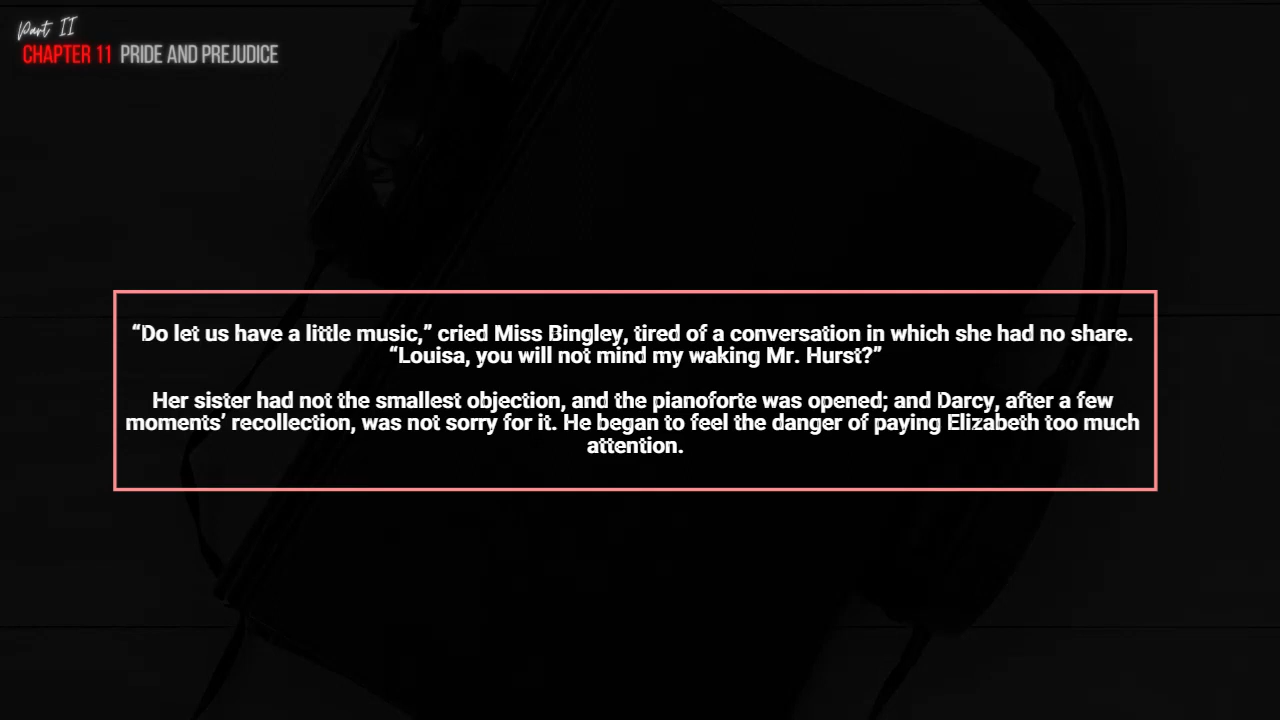 Part II
CHAPTER 11 PRIDE AND PREJUDICE
“Do let us have a little music,” cried Miss Bingley, tired of a conversation in which she had no share.
“Louisa, you will not mind my waking Mr. Hurst?”
Her sister had not the smallest objection, and the pianoforte was opened; and Darcy, after a few
moments’ recollection, was not sorry for it. He began to feel the danger of paying Elizabeth too much
attention.